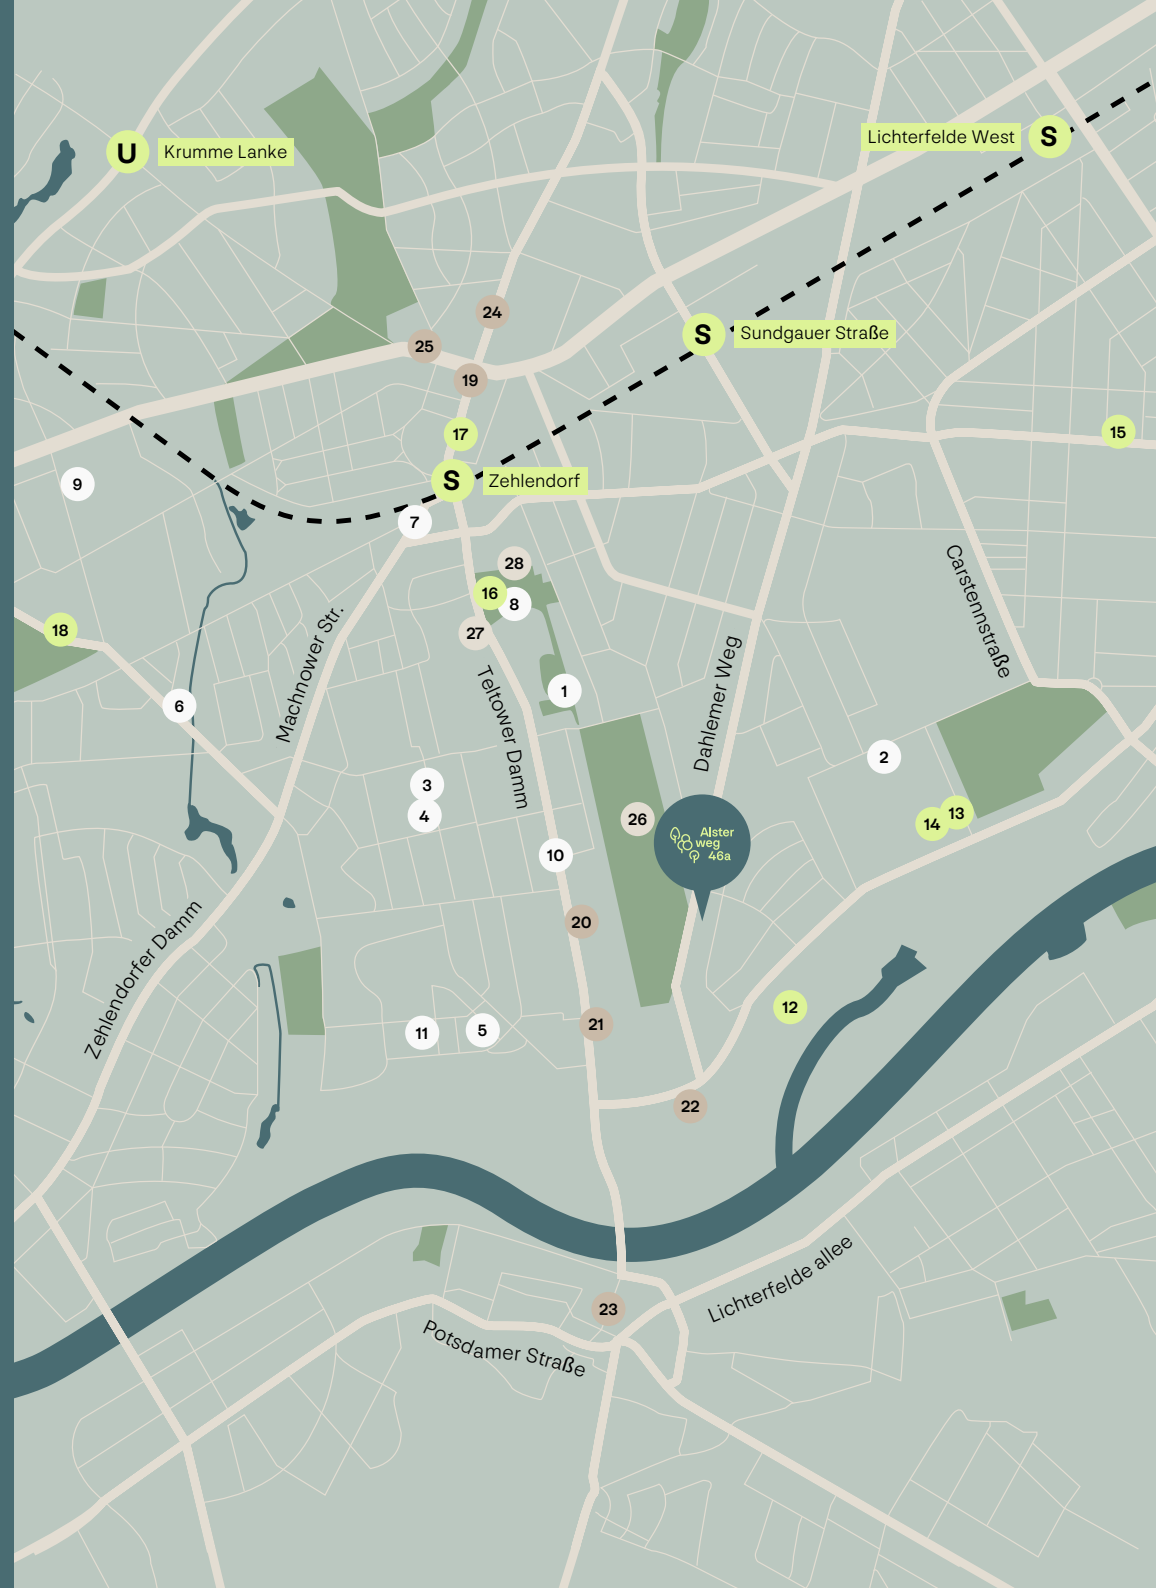 Lichterfelde West
S
U
Krumme Lanke
24
S
Sundgauer Straße
25
19
17
15
S
Zehlendorf
9
7
28
16
8
18
27
Machnower Str.
Teltower Damm
1
6
Dahlemer Weg
Carstennstraße
2
3
4
26
13
14
Alster
weg
46a
10
20
Zehlendorfer Damm
12
21
11
5
22
Lichterfelde allee
23
Potsdamer Straße